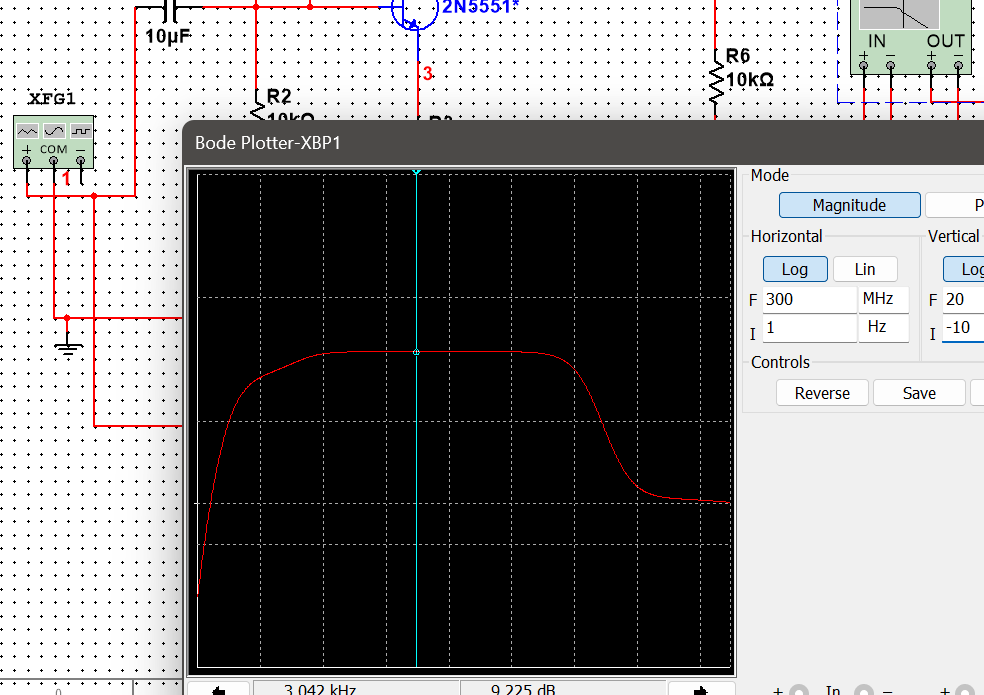 2N5551*
10µF
IN OUT
+ − + −
R6
10kΩ
3
XFG1
R2
+ COM −
1
Bode Plotter-XBP1
Mode
Magnitude
Horizontal
Vertical
Log
Lin
Log
F 300 MHz
F 20
I 1 Hz
I -10
Controls
Reverse
Save
3.042 kHz
9.225 dB
+ In − +
0